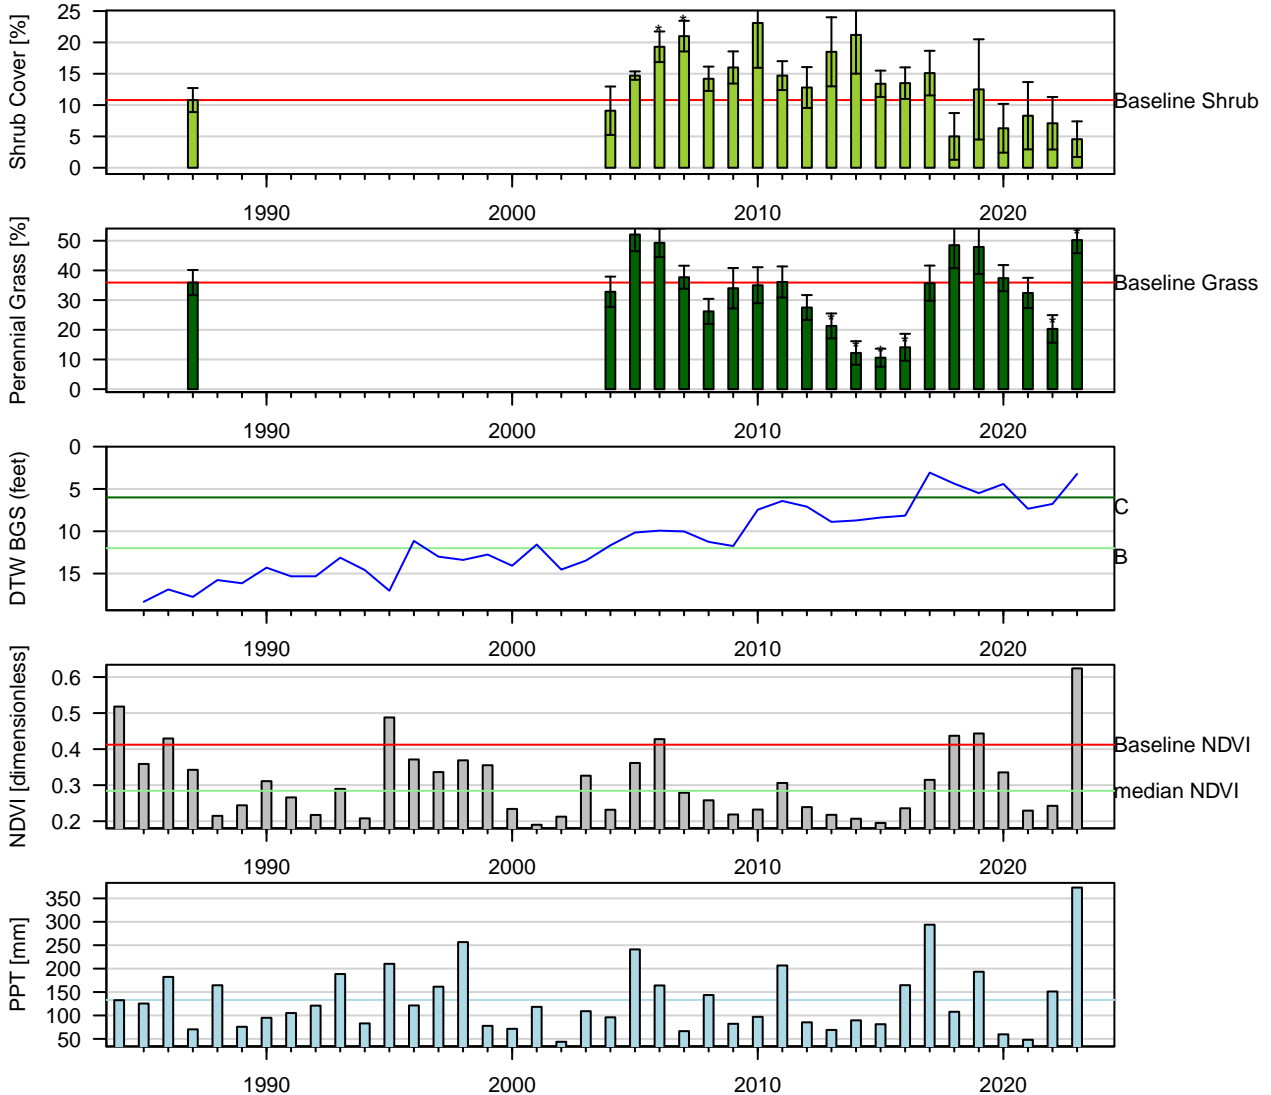 Shrub Cover [%]
25
20
15
10
5
0
*
*
Baseline Shrub
1990 2000 2010 2020
Perennial Grass [%]
50
40
30
20
10
0
*
*
*
*
*
*
Baseline Grass
1990 2000 2010 2020
DTW BGS (feet)
0
5
10
15
C
B
1990 2000 2010 2020
NDVI [dimensionless]
0.6
0.5
0.4
0.3
0.2
Baseline NDVI
median NDVI
1990 2000 2010 2020
PPT [mm]
350
300
250
200
150
100
50
1990 2000 2010 2020